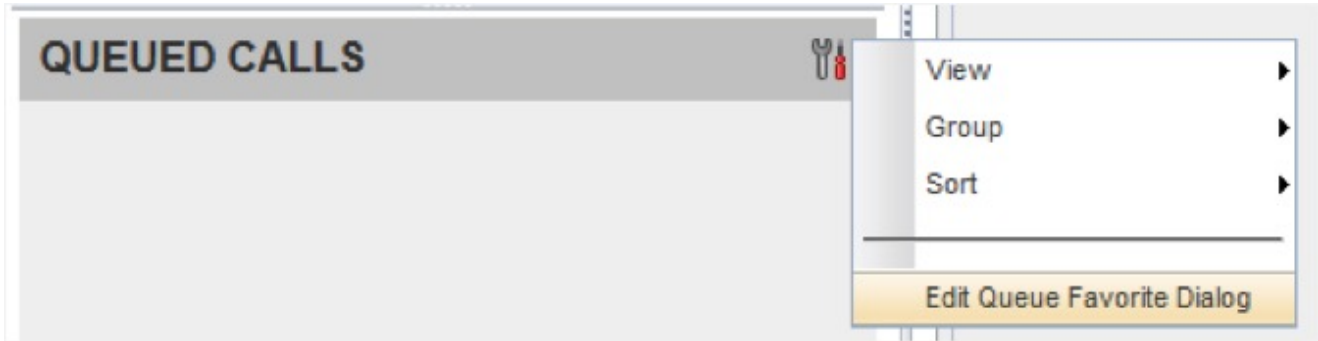 QUEUED CALLS
View
Group
Sort
Edit Queue Favorite Dialog